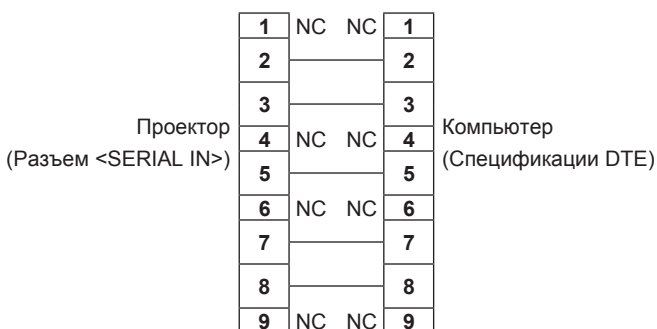 1 NC NC 1
2 2
3 3
Проектор
(Разъем <SERIAL IN>)
4 NC NC 4
Компьютер
(Спецификации DTE)
5 5
6 NC NC 6
7 7
8 8
9 NC NC 9